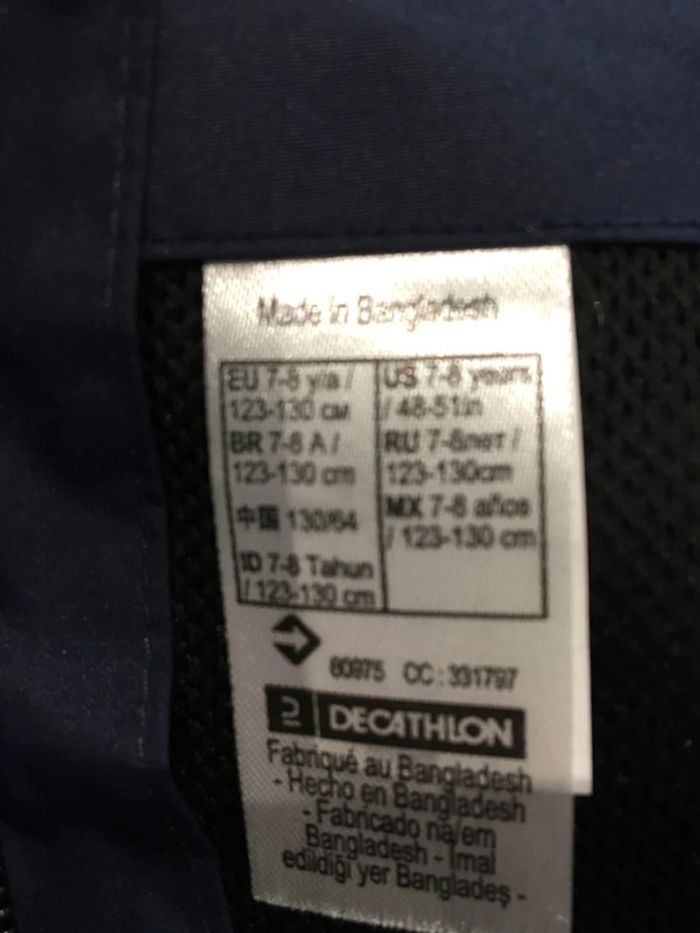 Made in Bangladesh
EU 7-8 y/a /
123-130 см
BR 7-8 A /
123-130 cm
中国 130/64
ID 7-8 Tahun
/ 123-130 cm
US 7-8 years
/ 48-51in
RU 7-8лет /
123-130cm
MX 7-8 años
/ 123-130 cm
60975 CC : 331797
DECATHLON
Fabriqué au Bangladesh
- Hecho en Bangladesh
- Fabricado na/em
Bangladesh - İmal
edildiği yer Bangladeş -